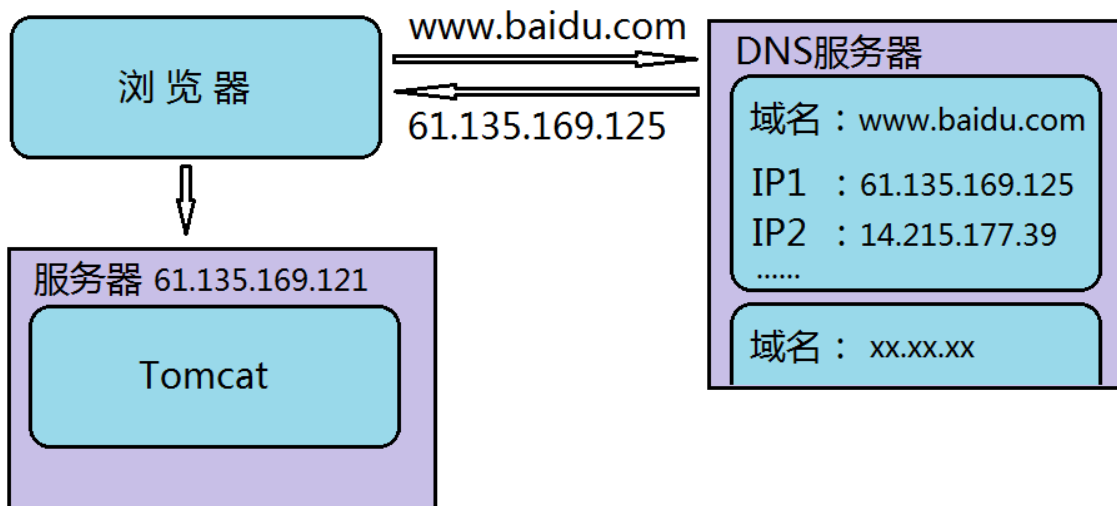 浏 览 器
www.baidu.com
61.135.169.125
DNS服务器
域名：www.baidu.com
IP1 ：61.135.169.125
IP2 ：14.215.177.39
......
域名： xx.xx.xx
服务器 61.135.169.121
Tomcat